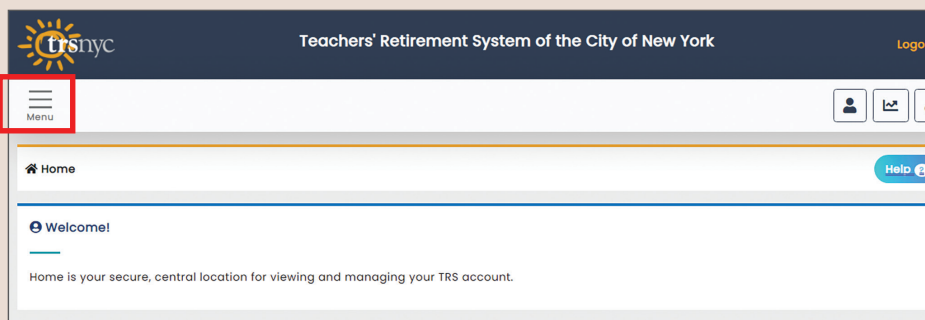 trsnyc
Teachers' Retirement System of the City of New York
Menu
Home
Help
Welcome!
Home is your secure, central location for viewing and managing your TRS account.